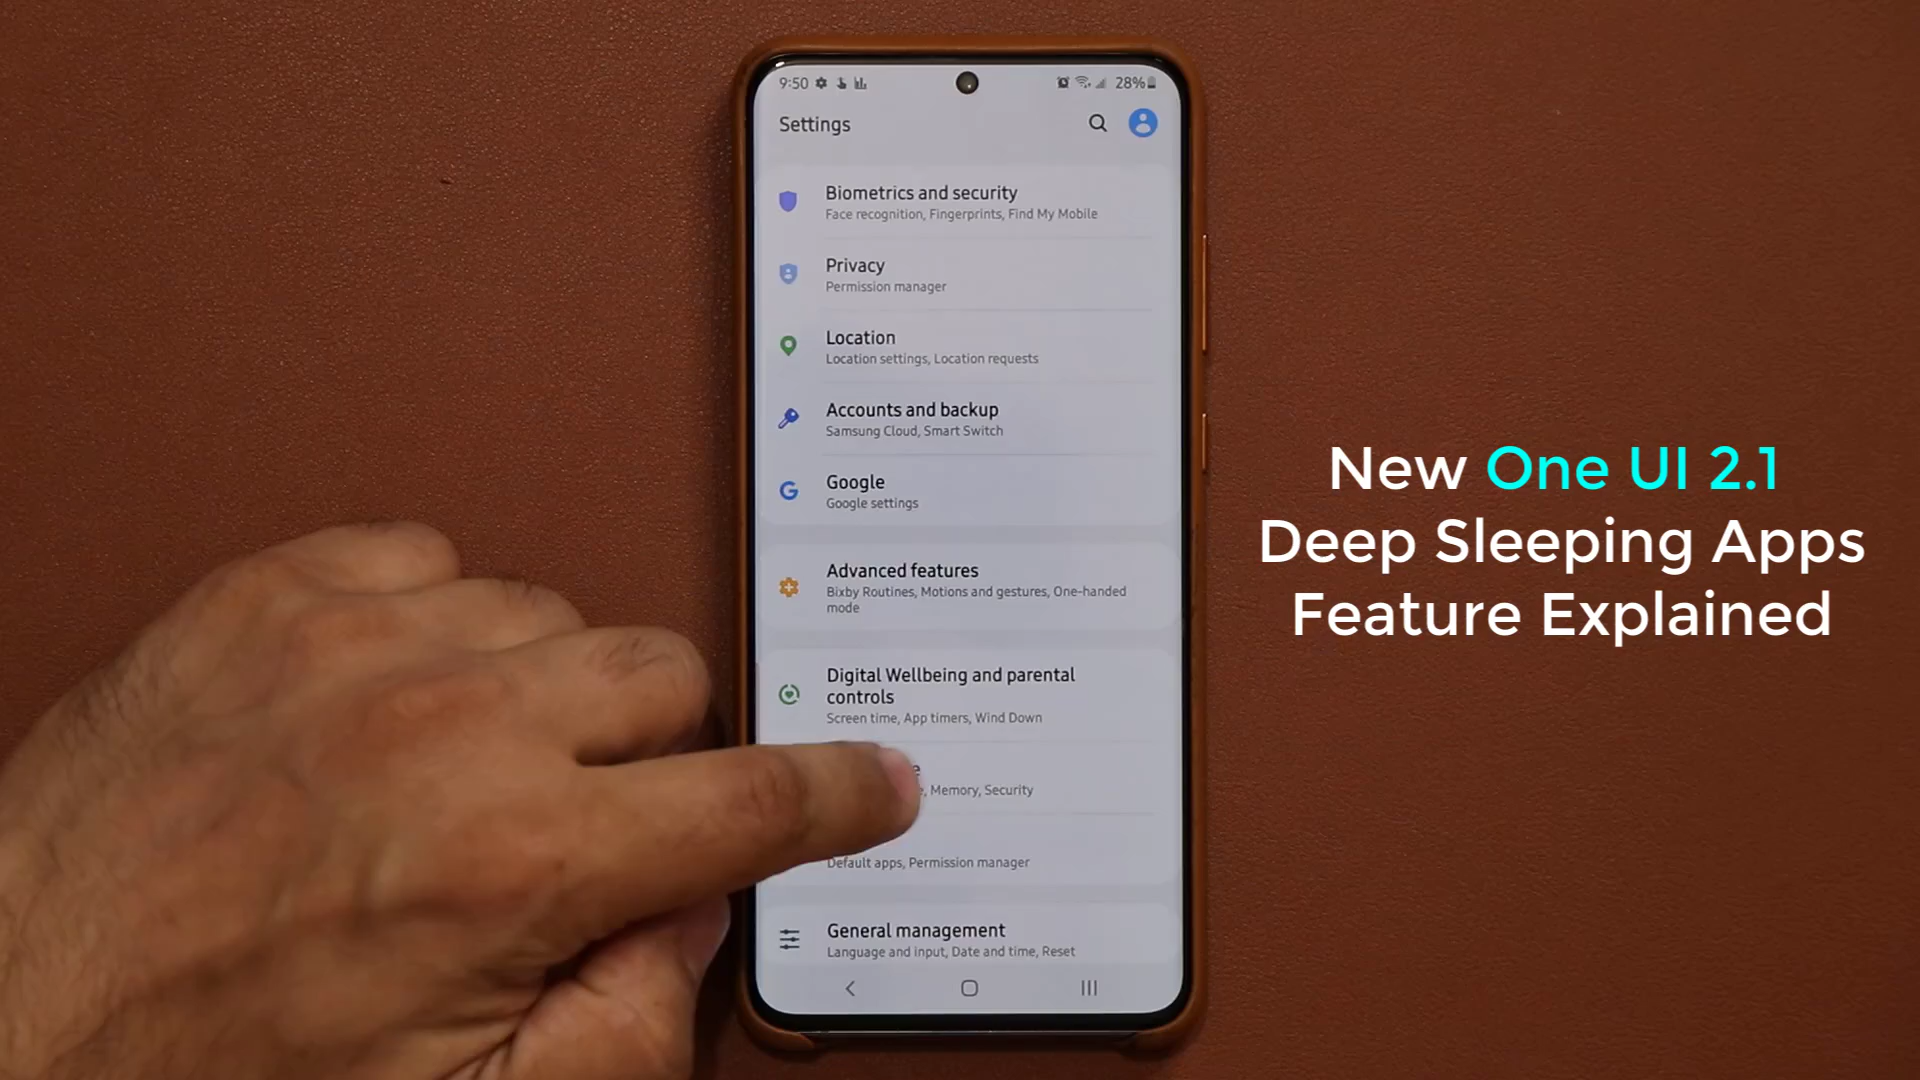 9:50
28%
Settings
Biometrics and security
Face recognition, Fingerprints, Find My Mobile
Privacy
Permission manager
Location
Location settings, Location requests
Accounts and backup
Samsung Cloud, Smart Switch
Google
Google settings
Advanced features
Bixby Routines, Motions and gestures, One-handed
mode
Digital Wellbeing and parental
controls
Screen time, App timers, Wind Down
Memory, Security
Default apps, Permission manager
General management
Language and input, Date and time, Reset
New One UI 2.1
Deep Sleeping Apps
Feature Explained